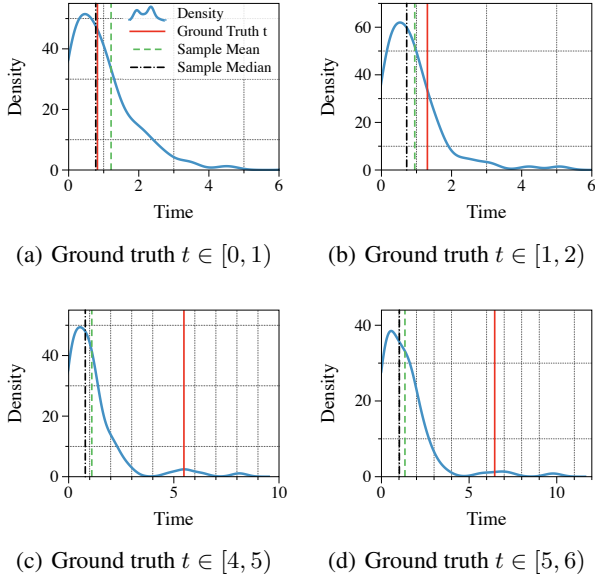 Density
Ground Truth t
Sample Mean
Sample Median
40
20
0
Density
0
2
4
6
Time
60
40
20
0
Density
0
2
4
6
Time
(a) Ground truth t ∈ [0, 1)
(b) Ground truth t ∈ [1, 2)
40
20
0
Density
0
5
10
Time
40
20
0
Density
0
5
10
Time
(c) Ground truth t ∈ [4, 5)
(d) Ground truth t ∈ [5, 6)